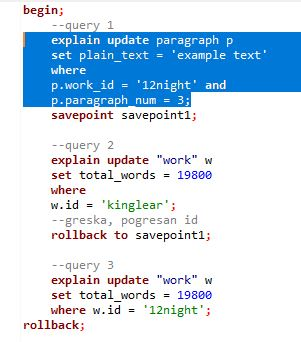 begin;
--query 1
explain update paragraph p
set plain_text = 'example text'
where
p.work_id = '12night' and
p.paragraph_num = 3;
savepoint savepoint1;
--query 2
explain update "work" w
set total_words = 19800
where
w.id = 'kinglear';
--greska, pogresan id
rollback to savepoint1;
--query 3
explain update "work" w
set total_words = 19800
where w.id = '12night';
rollback;